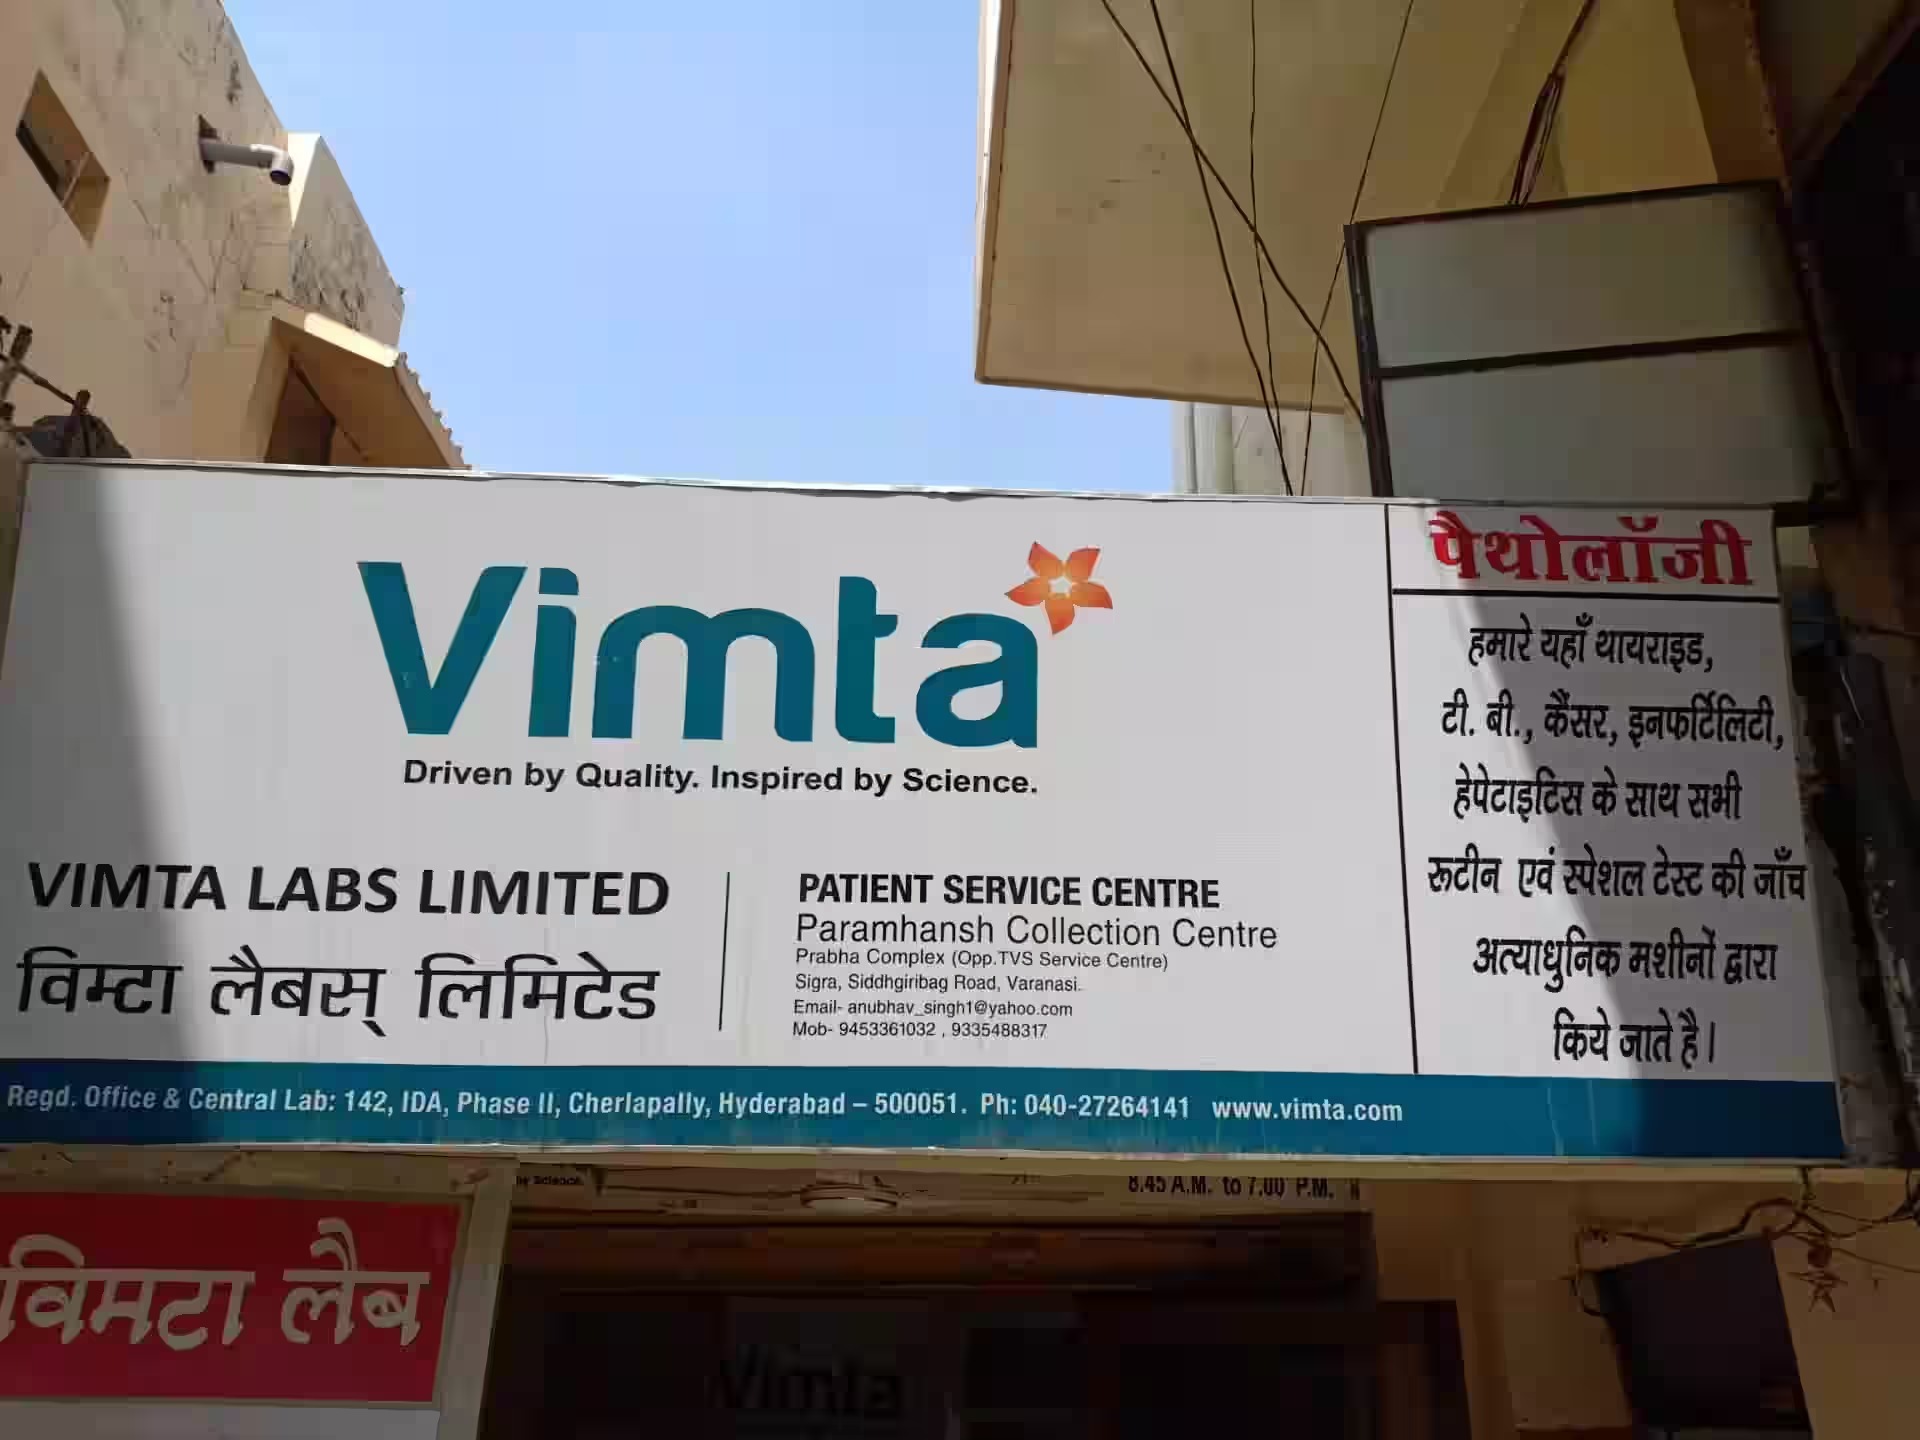 Vimta
Driven by Quality. Inspired by Science.
VIMTA LABS LIMITED
विम्टा लैबस् लिमिटेड
PATIENT SERVICE CENTRE
Paramhansh Collection Centre
Prabha Complex (Opp.TVS Service Centre)
Sigra, Siddhgiribag Road, Varanasi.
Email- anubhav_singh1@yahoo.com
Mob- 9453361032 , 9335488317
पैथोलॉजी
हमारे यहाँ थायराइड,
टी. बी., कैंसर, इनफर्टिलिटी,
हेपेटाइटिस के साथ सभी
रूटीन एवं स्पेशल टेस्ट की जाँच
अत्याधुनिक मशीनों द्वारा
किये जाते है।
Regd. Office & Central Lab: 142, IDA, Phase II, Cherlapally, Hyderabad – 500051. Ph: 040-27264141 www.vimta.com
by Science.
8.45 A.M. to 7.00 P.M.
विमटा लैब
Vimta